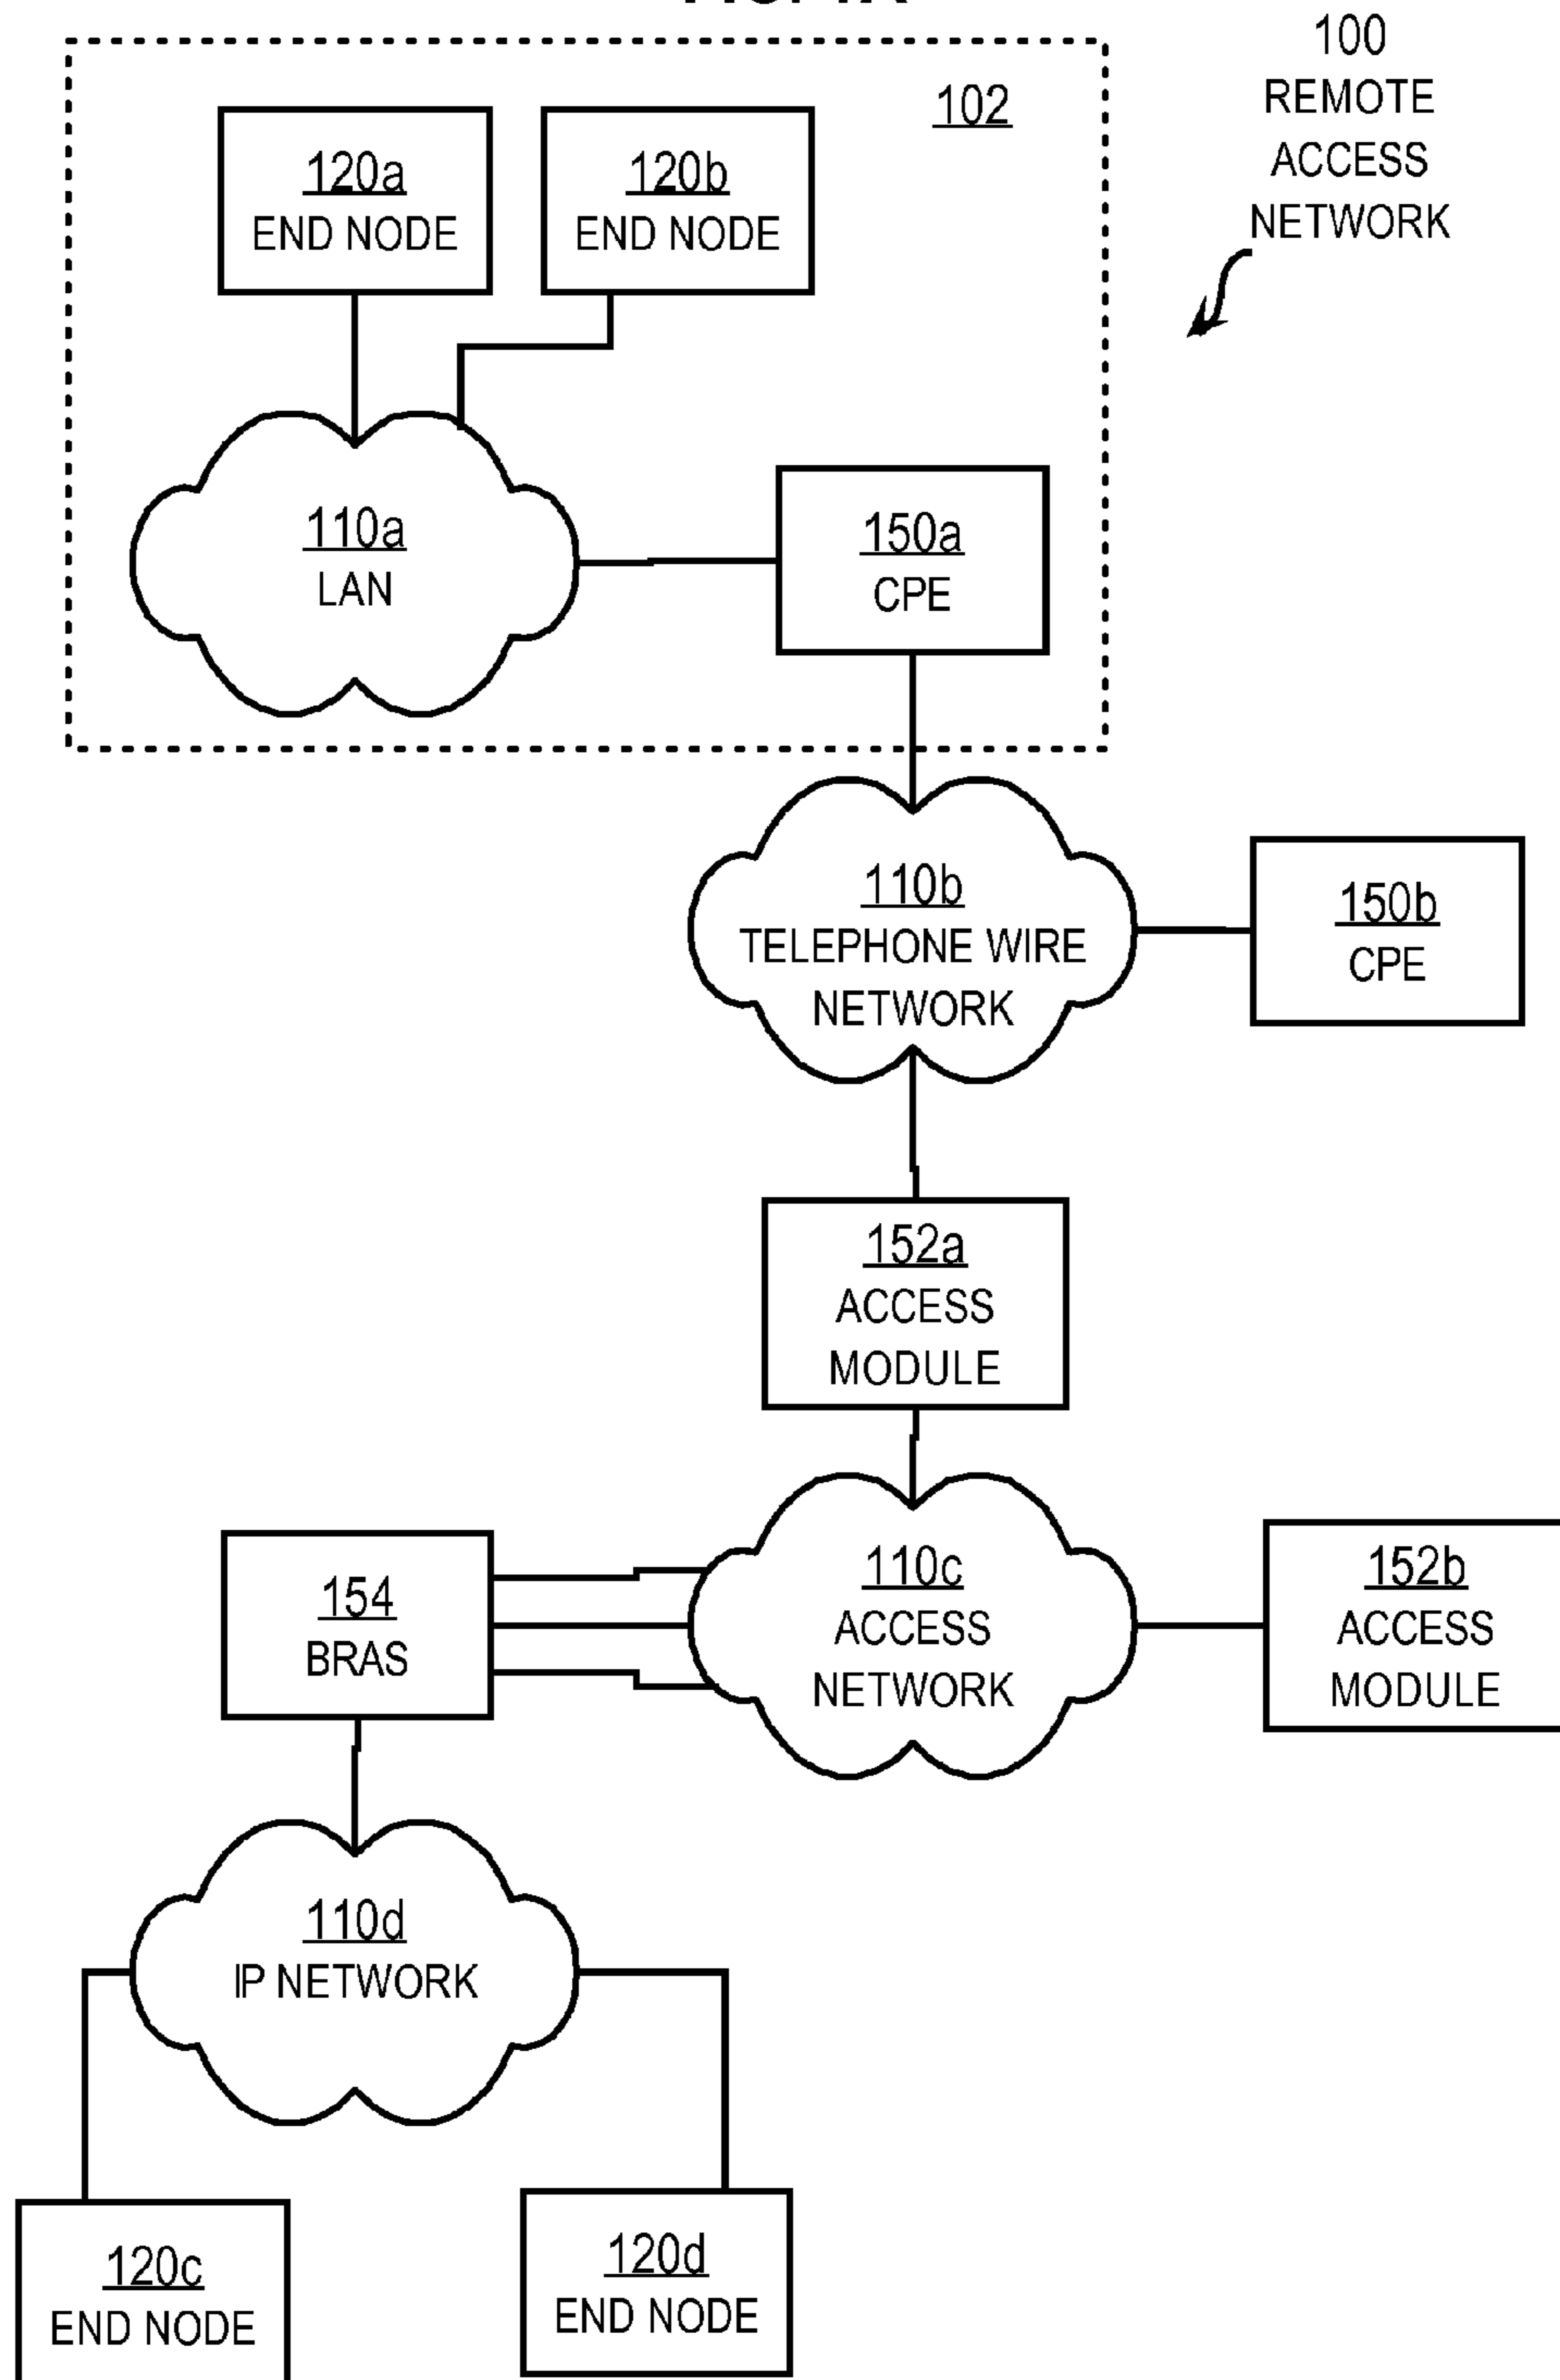 100
REMOTE
ACCESS
NETWORK
102
120a
END NODE
120b
END NODE
110a
LAN
150a
CPE
110b
TELEPHONE WIRE
NETWORK
150b
CPE
152a
ACCESS
MODULE
154
BRAS
110c
ACCESS
NETWORK
152b
ACCESS
MODULE
110d
IP NETWORK
120c
END NODE
120d
END NODE